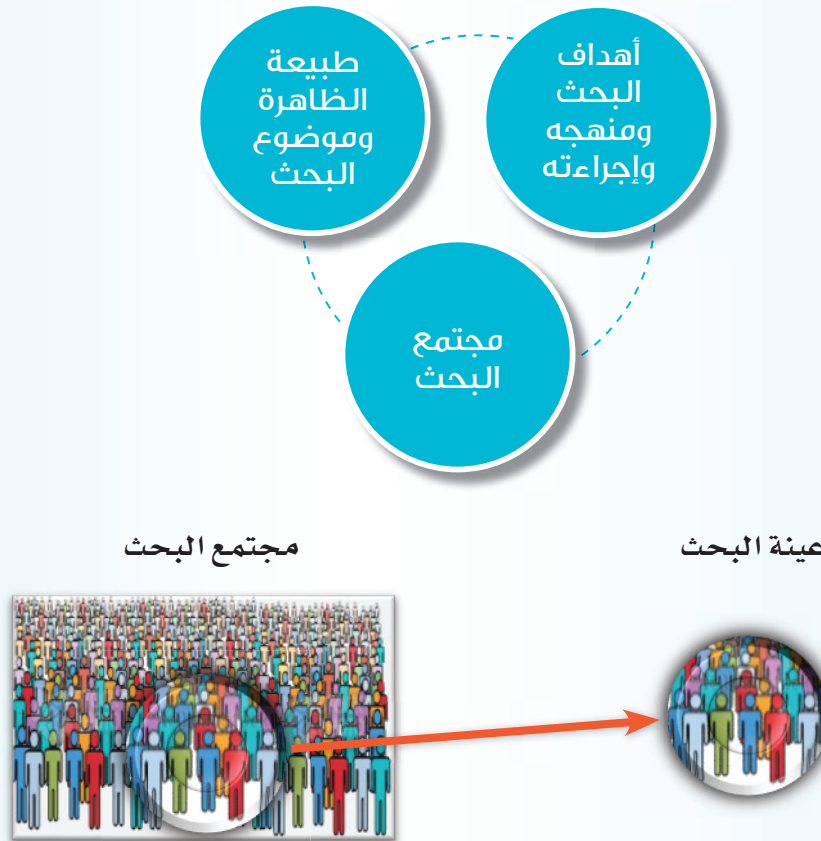 أهداف
البحث
ومنهجه
وإجراءته
طبيعة
الظاهرة
وموضوع
البحث
مجتمع
البحث
عينة البحث
مجتمع البحث